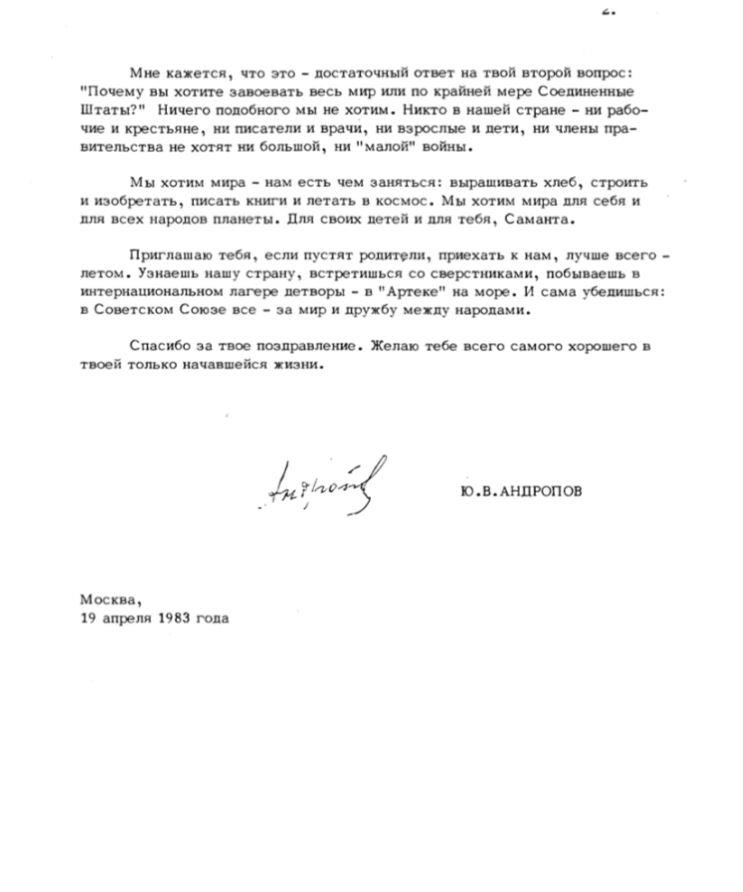 2.
Мне кажется, что это - достаточный ответ на твой второй вопрос:
"Почему вы хотите завоевать весь мир или по крайней мере Соединенные
Штаты?" Ничего подобного мы не хотим. Никто в нашей стране - ни рабо-
чие и крестьяне, ни писатели и врачи, ни взрослые и дети, ни члены пра-
вительства не хотят ни большой, ни "малой" войны.
Мы хотим мира - нам есть чем заняться: выращивать хлеб, строить
и изобретать, писать книги и летать в космос. Мы хотим мира для себя и
для всех народов планеты. Для своих детей и для тебя, Саманта.
Приглашаю тебя, если пустят родители, приехать к нам, лучше всего -
летом. Узнаешь нашу страну, встретишься со сверстниками, побываешь в
интернациональном лагере детворы - в "Артеке" на море. И сама убедишься:
в Советском Союзе все - за мир и дружбу между народами.
Спасибо за твое поздравление. Желаю тебе всего самого хорошего в
твоей только начавшейся жизни.
Андропов Ю.В.АНДРОПОВ
Москва,
19 апреля 1983 года